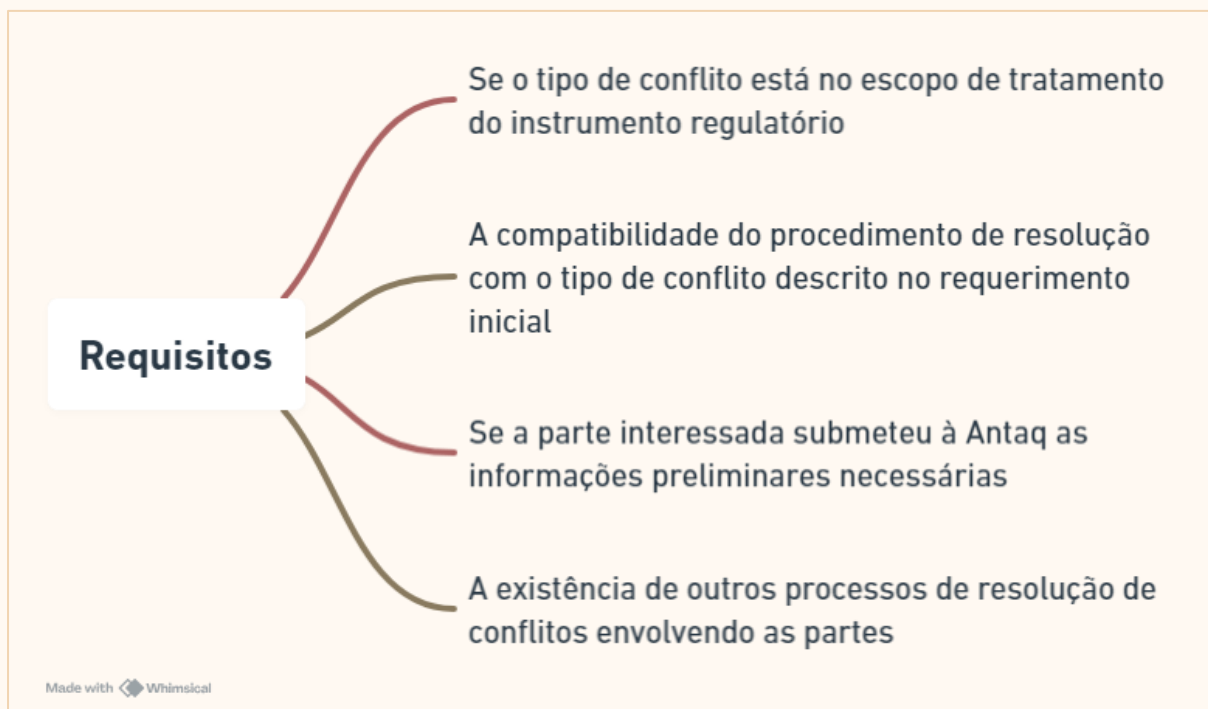 Se o tipo de conflito está no escopo de tratamento
do instrumento regulatório
A compatibilidade do procedimento de resolução
com o tipo de conflito descrito no requerimento
inicial
Requisitos
Se a parte interessada submeteu à Antaq as
informações preliminares necessárias
A existência de outros processos de resolução de
conflitos envolvendo as partes
Made with Whimsical